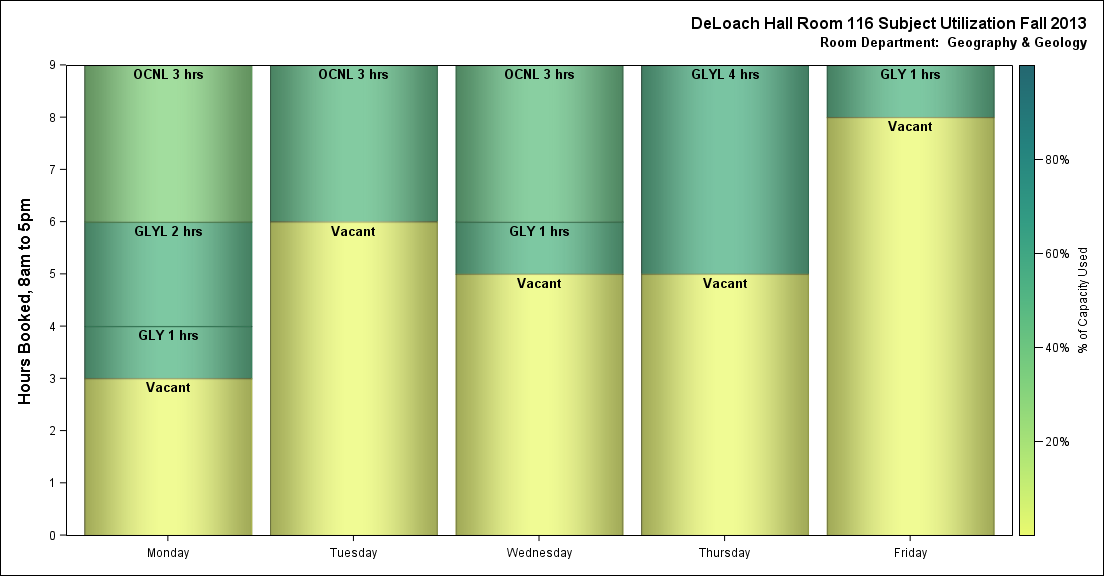 DeLoach Hall Room 116 Subject Utilization Fall 2013
Room Department:  Geography & Geology
Hours Booked, 8am to 5pm
9
8
7
6
5
4
3
2
1
0
OCNL 3 hrs
GLYL 2 hrs
GLY 1 hrs
Vacant
OCNL 3 hrs
Vacant
OCNL 3 hrs
GLY 1 hrs
Vacant
GLYL 4 hrs
Vacant
GLY 1 hrs
Vacant
Monday
Tuesday
Wednesday
Thursday
Friday
80%
60%
40%
20%
% of Capacity Used